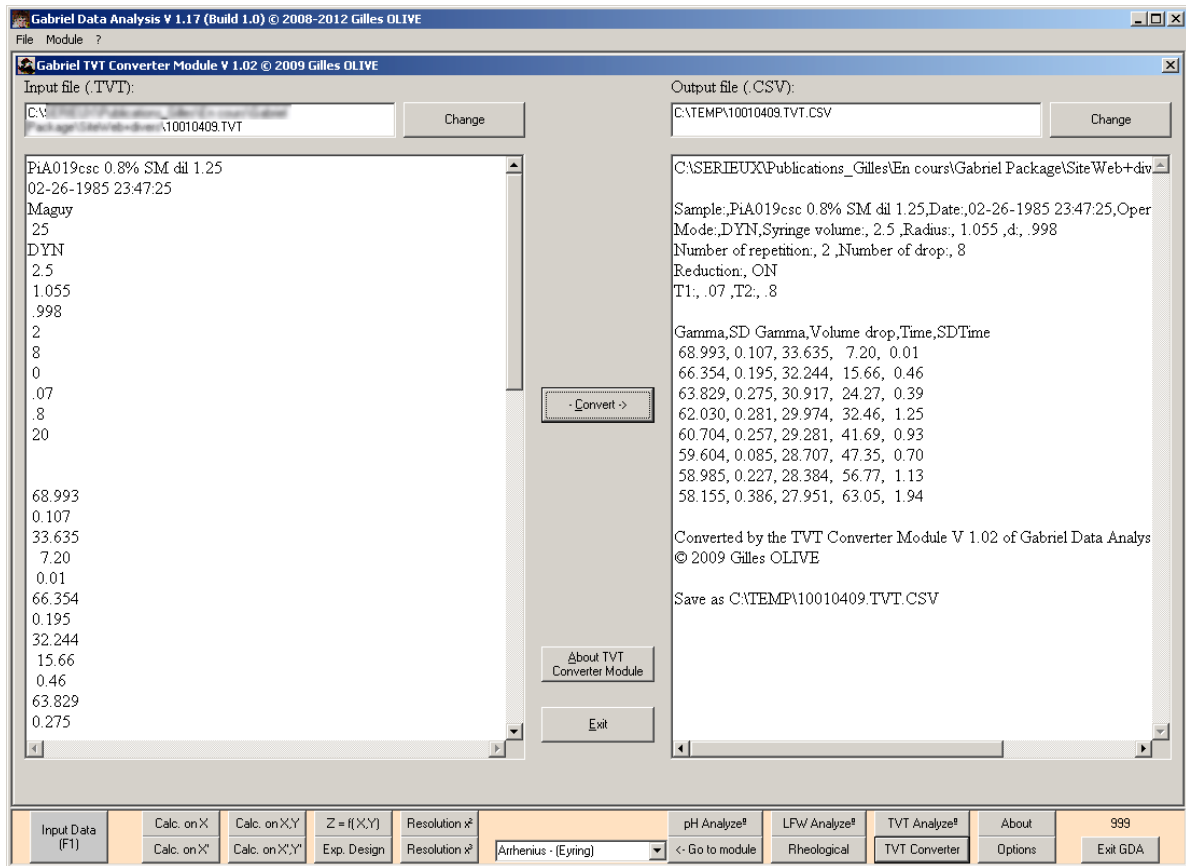 Gabriel Data Analysis V 1.17 (Build 1.0) © 2008-2012 Gilles OLIVE
File Module ?
Gabriel TVT Converter Module V 1.02 © 2009 Gilles OLIVE
Input file (.TVT):
C:\
\10010409.TVT
Change
Output file (.CSV):
C:\TEMP\10010409.TVT.CSV
Change
PiA019csc 0.8% SM dil 1.25
02-26-1985 23:47:25
Maguy
25
DYN
2.5
1.055
.998
2
8
0
.07
.8
20
68.993
0.107
33.635
7.20
0.01
66.354
0.195
32.244
15.66
0.46
63.829
0.275
- Convert ->
About TVT
Converter Module
Exit
C:\SERIEUX\Publications_Gilles\En cours\Gabriel Package\SiteWeb+div
Sample:,PiA019csc 0.8% SM dil 1.25,Date:,02-26-1985 23:47:25,Oper
Mode:,DYN,Syringe volume:, 2.5 ,Radius:, 1.055 ,d:, .998
Number of repetition:, 2 ,Number of drop:, 8
Reduction:, ON
T1:, .07 ,T2:, .8
Gamma,SD Gamma,Volume drop,Time,SDTime
68.993, 0.107, 33.635, 7.20, 0.01
66.354, 0.195, 32.244, 15.66, 0.46
63.829, 0.275, 30.917, 24.27, 0.39
62.030, 0.281, 29.974, 32.46, 1.25
60.704, 0.257, 29.281, 41.69, 0.93
59.604, 0.085, 28.707, 47.35, 0.70
58.985, 0.227, 28.384, 56.77, 1.13
58.155, 0.386, 27.951, 63.05, 1.94
Converted by the TVT Converter Module V 1.02 of Gabriel Data Analys
© 2009 Gilles OLIVE
Save as C:\TEMP\10010409.TVT.CSV
Input Data
(F1)
Calc. on X
Calc. on X,Y
Z = f(X,Y)
Resolution x²
pH Analyzeª
LFW Analyzeª
TVT Analyzeª
About
999
Calc. on X'
Calc. on X',Y'
Exp. Design
Resolution x³
Arrhenius - (Eyring)
<- Go to module
Rheological
TVT Converter
Options
Exit GDA